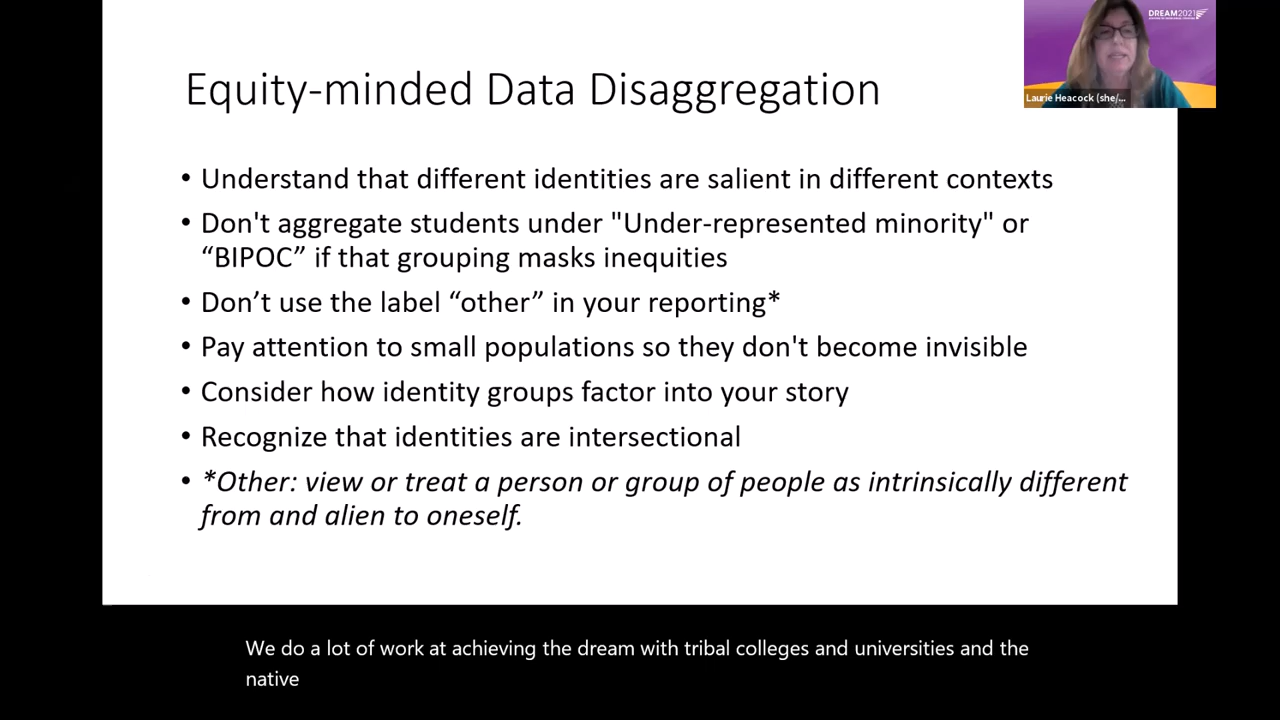 DREAM2021
Laurie Heacock (she/...
Equity-minded Data Disaggregation
• Understand that different identities are salient in different contexts
• Don't aggregate students under "Under-represented minority" or
“BIPOC” if that grouping masks inequities
• Don’t use the label “other” in your reporting*
• Pay attention to small populations so they don't become invisible
• Consider how identity groups factor into your story
• Recognize that identities are intersectional
• *Other: view or treat a person or group of people as intrinsically different
from and alien to oneself.
We do a lot of work at achieving the dream with tribal colleges and universities and the
native